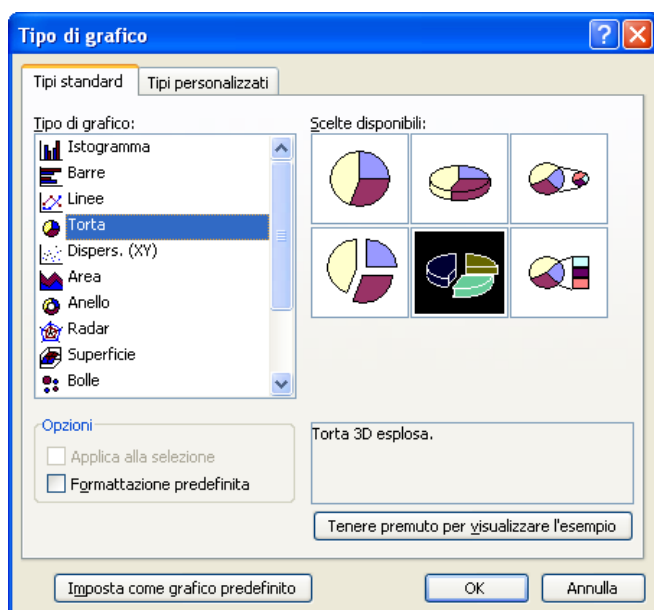 Tipo di grafico
Tipi standard
Tipi personalizzati
Tipo di grafico:
Istogramma
Barre
Linee
Torta
Dispers. (XY)
Area
Anello
Radar
Superficie
Bolle
Scelte disponibili:
Opzioni
Applica alla selezione
Formattazione predefinita
Torta 3D esplosa.
Tenere premuto per visualizzare l'esempio
Imposta come grafico predefinito
OK
Annulla